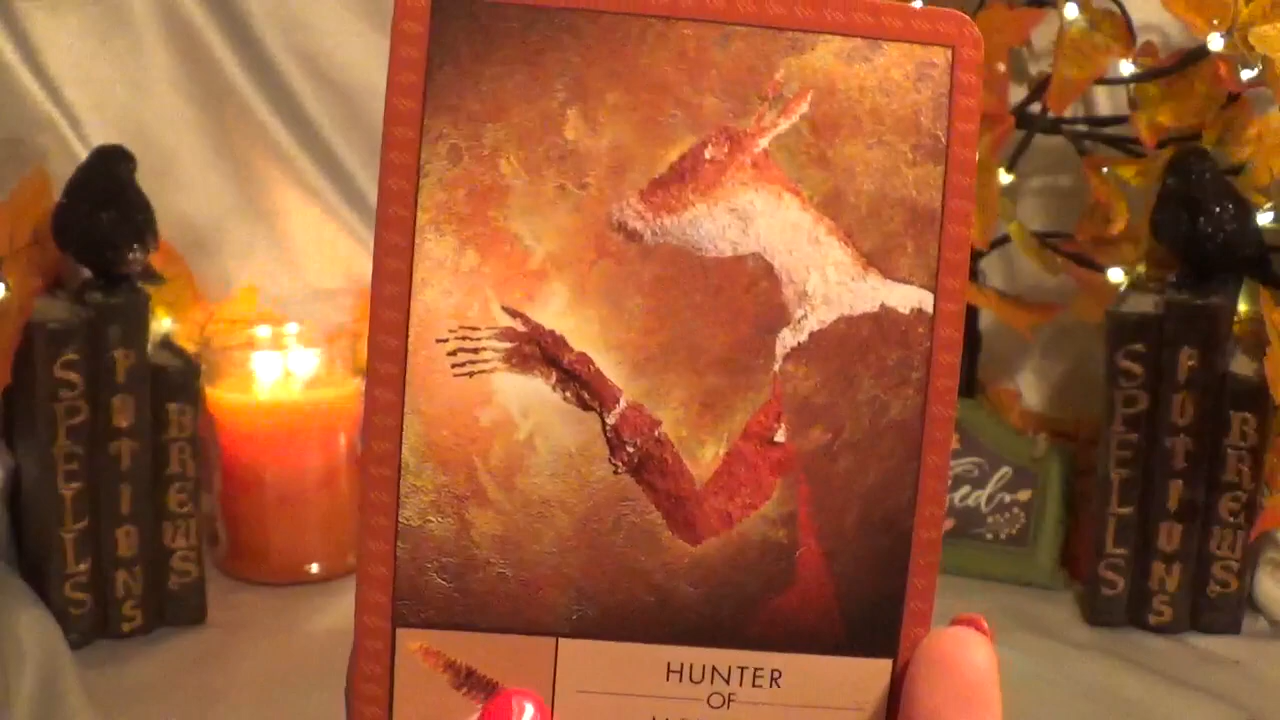 SPELLS
POTIONS
BREWS
HUNTER
OF
SPELLS
POTIONS
BREWS